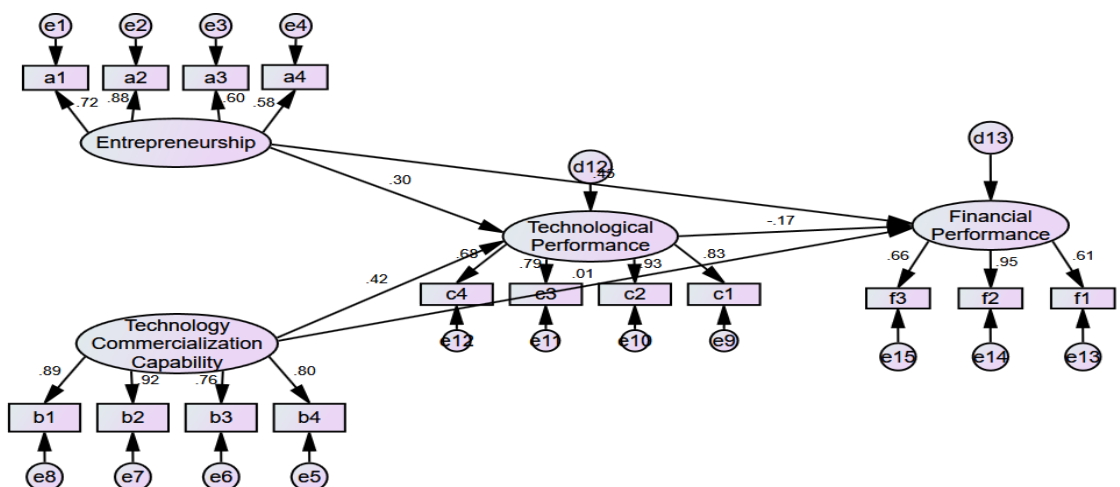 e1
e2
e3
e4
a1
a2
a3
a4
.72
.88
.60
.58
Entrepreneurship
d12
d13
.45
.30
Technological
Performance
-.17
Financial
Performance
.68
.79
.93
.83
.01
.42
c4
c3
c2
c1
e12
e11
e10
e9
.66
.95
.61
f3
f2
f1
e15
e14
e13
Technology
Commercialization
Capability
.89
.92
.76
.80
b1
b2
b3
b4
e8
e7
e6
e5